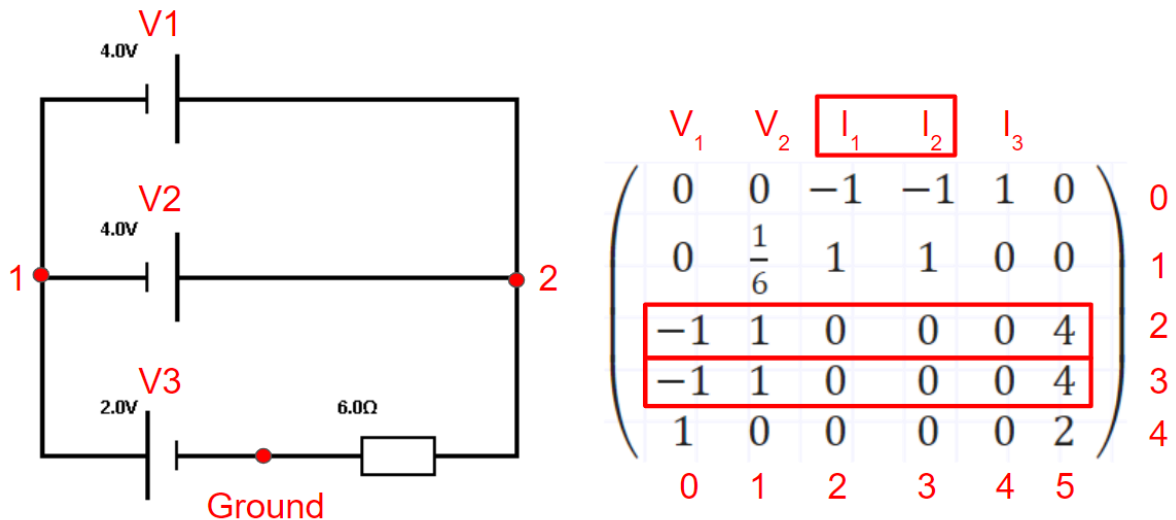 V1
4.0V
V2
4.0V
1
2
V3
2.0V
6.0Ω
Ground
V₁ V₂ I₁ I₂ I₃
0 0 −1 −1 1 0 0
0 1/6 1 1 0 0 1
−1 1 0 0 0 4 2
−1 1 0 0 0 4 3
1 0 0 0 0 2 4
0 1 2 3 4 5